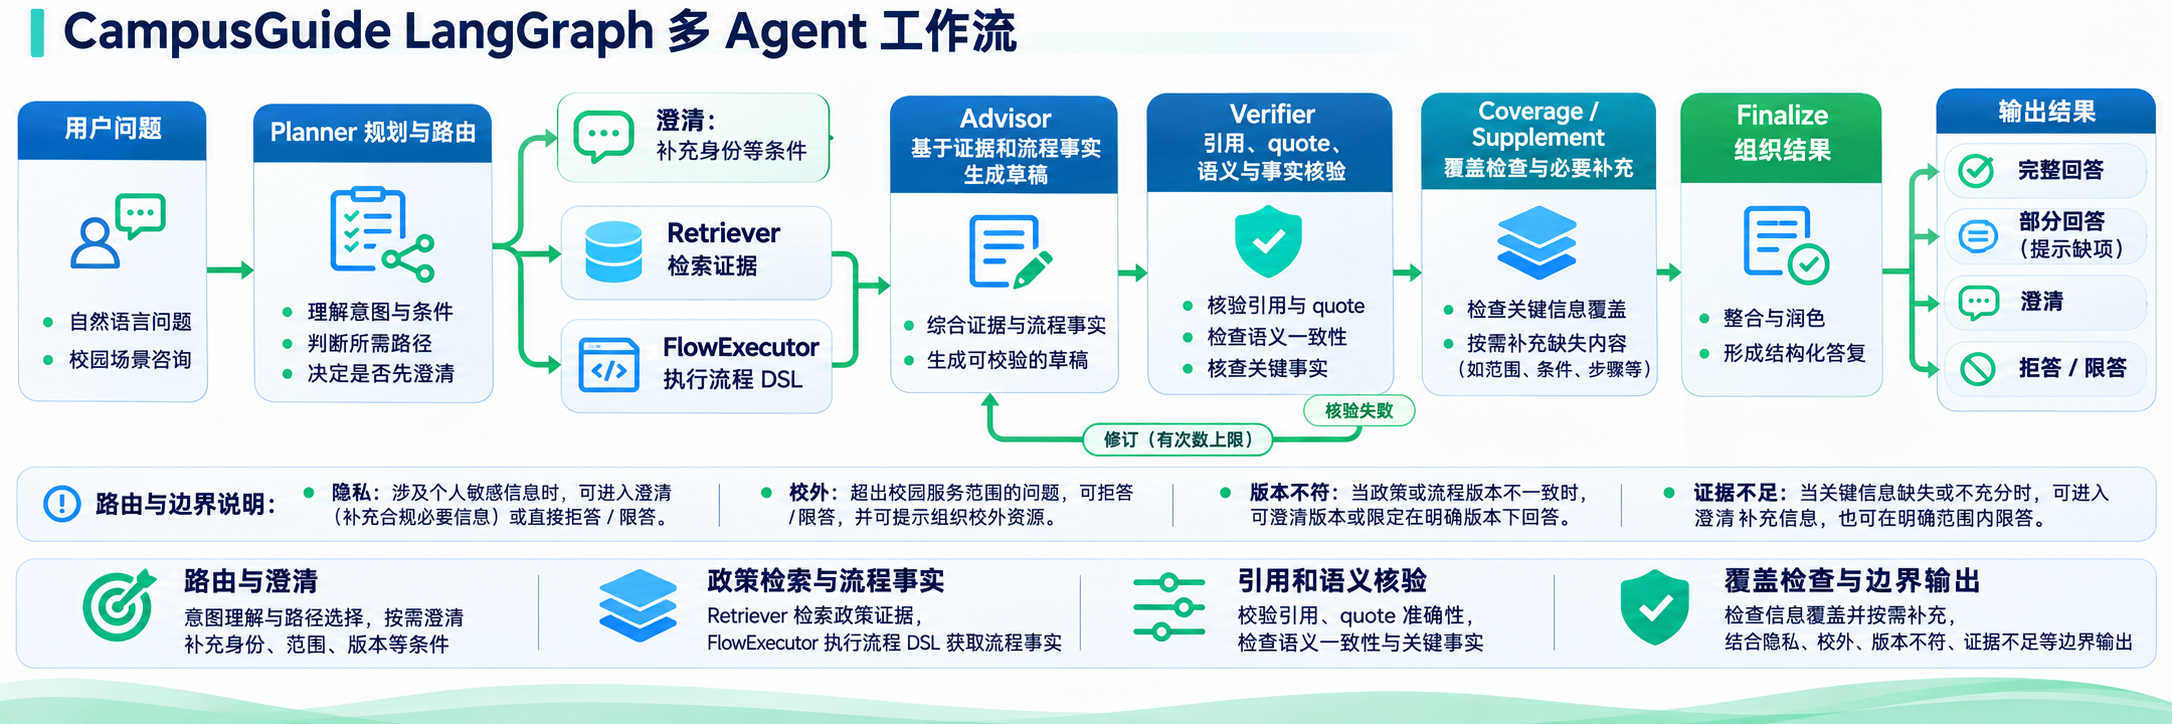 CampusGuide LangGraph 多 Agent 工作流
用户问题
自然语言问题
校园场景咨询
Planner 规划与路由
理解意图与条件
判断所需路径
决定是否先澄清
澄清：
补充身份等条件
Retriever
检索证据
FlowExecutor
执行流程 DSL
Advisor
基于证据和流程事实
生成草稿
综合证据与流程事实
生成可校验的草稿
Verifier
引用、quote、
语义与事实核验
核验引用与 quote
检查语义一致性
核查关键事实
核验失败
修订（有次数上限）
Coverage /
Supplement
覆盖检查与必要补充
检查关键信息覆盖
按需补充缺失内容
（如范围、条件、步骤等）
Finalize
组织结果
整合与润色
形成结构化答复
输出结果
完整回答
部分回答
（提示缺项）
澄清
拒答 / 限答
路由与边界说明：
隐私：涉及个人敏感信息时，可进入澄清
（补充合规必要信息）或直接拒答 / 限答。
校外：超出校园服务范围的问题，可拒答
/ 限答，并可提示组织校外资源。
版本不符：当政策或流程版本不一致时，
可澄清版本或限定在明确版本下回答。
证据不足：当关键信息缺失或不充分时，可进入
澄清 补充信息，也可在明确范围内限答。
路由与澄清
意图理解与路径选择，按需澄清
补充身份、范围、版本等条件
政策检索与流程事实
Retriever 检索政策证据，
FlowExecutor 执行流程 DSL 获取流程事实
引用和语义核验
校验引用、quote 准确性，
检查语义一致性与关键事实
覆盖检查与边界输出
检查信息覆盖并按需补充，
结合隐私、校外、版本不符、证据不足等边界输出